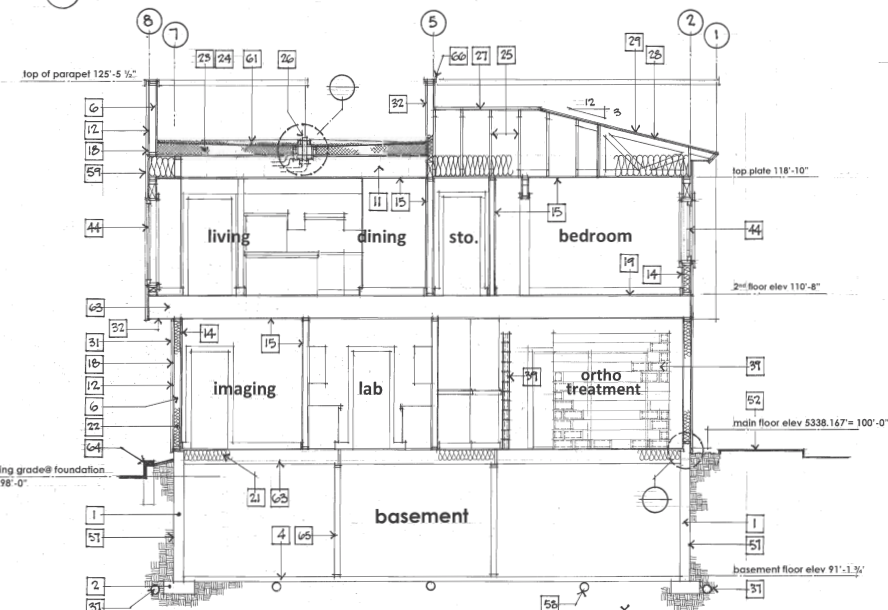 8
7
5
2
1
top of parapet 125'-5 ½"
23 24 61 26
66 27 25 29 28
12
3
6
32
12
18
59
11 15
15
top plate 118'-10"
44
living
dining
sto.
bedroom
44
19
14
2nd floor elev 110'-8"
63
32
14
15
31
18
12
6
22
64
imaging
lab
39
ortho
treatment
39
52
main floor elev 5338.167'= 100'-0"
ing grade@ foundation
98'-0"
21 63
1
57
basement
4 65
1
57
basement floor elev 91'-1 ¾"
2
37
58
37